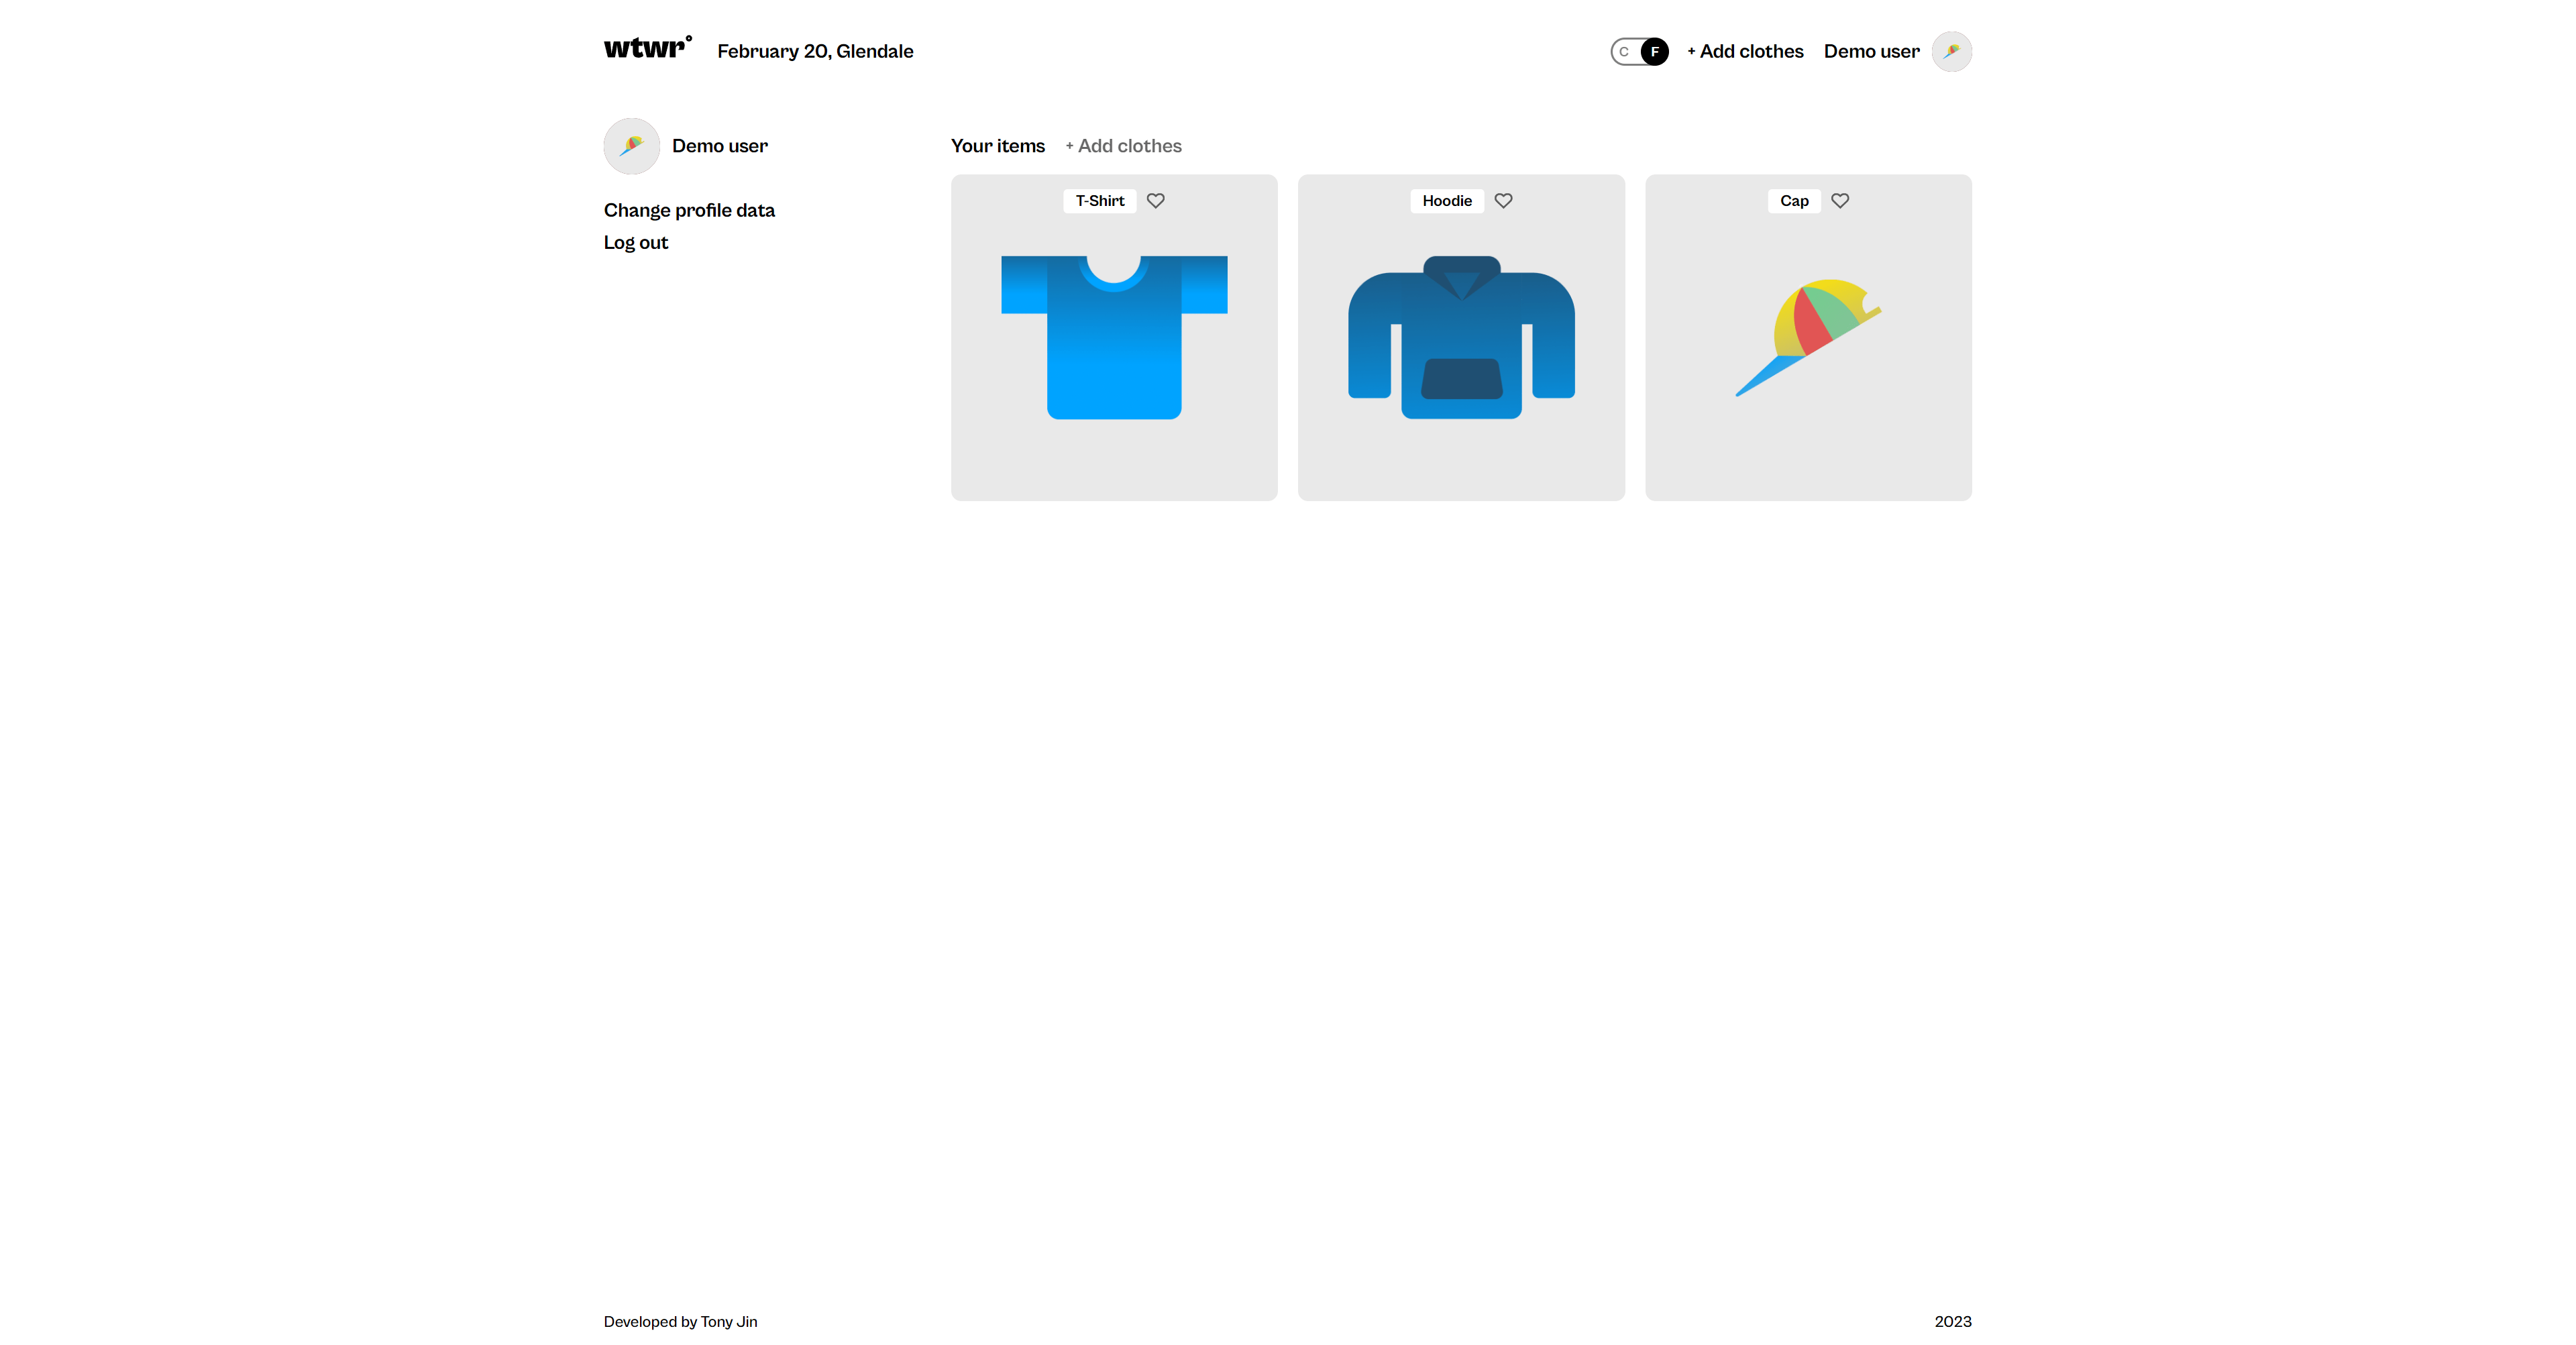 wtwr°
February 20, Glendale
C F
+ Add clothes
Demo user
Demo user
Change profile data
Log out
Your items
+ Add clothes
T-Shirt
Hoodie
Cap
Developed by Tony Jin
2023